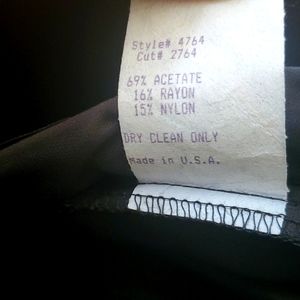 Style# 4764
Cut# 2764
69% ACETATE
16% RAYON
15% NYLON
DRY CLEAN ONLY
Made in U.S.A.